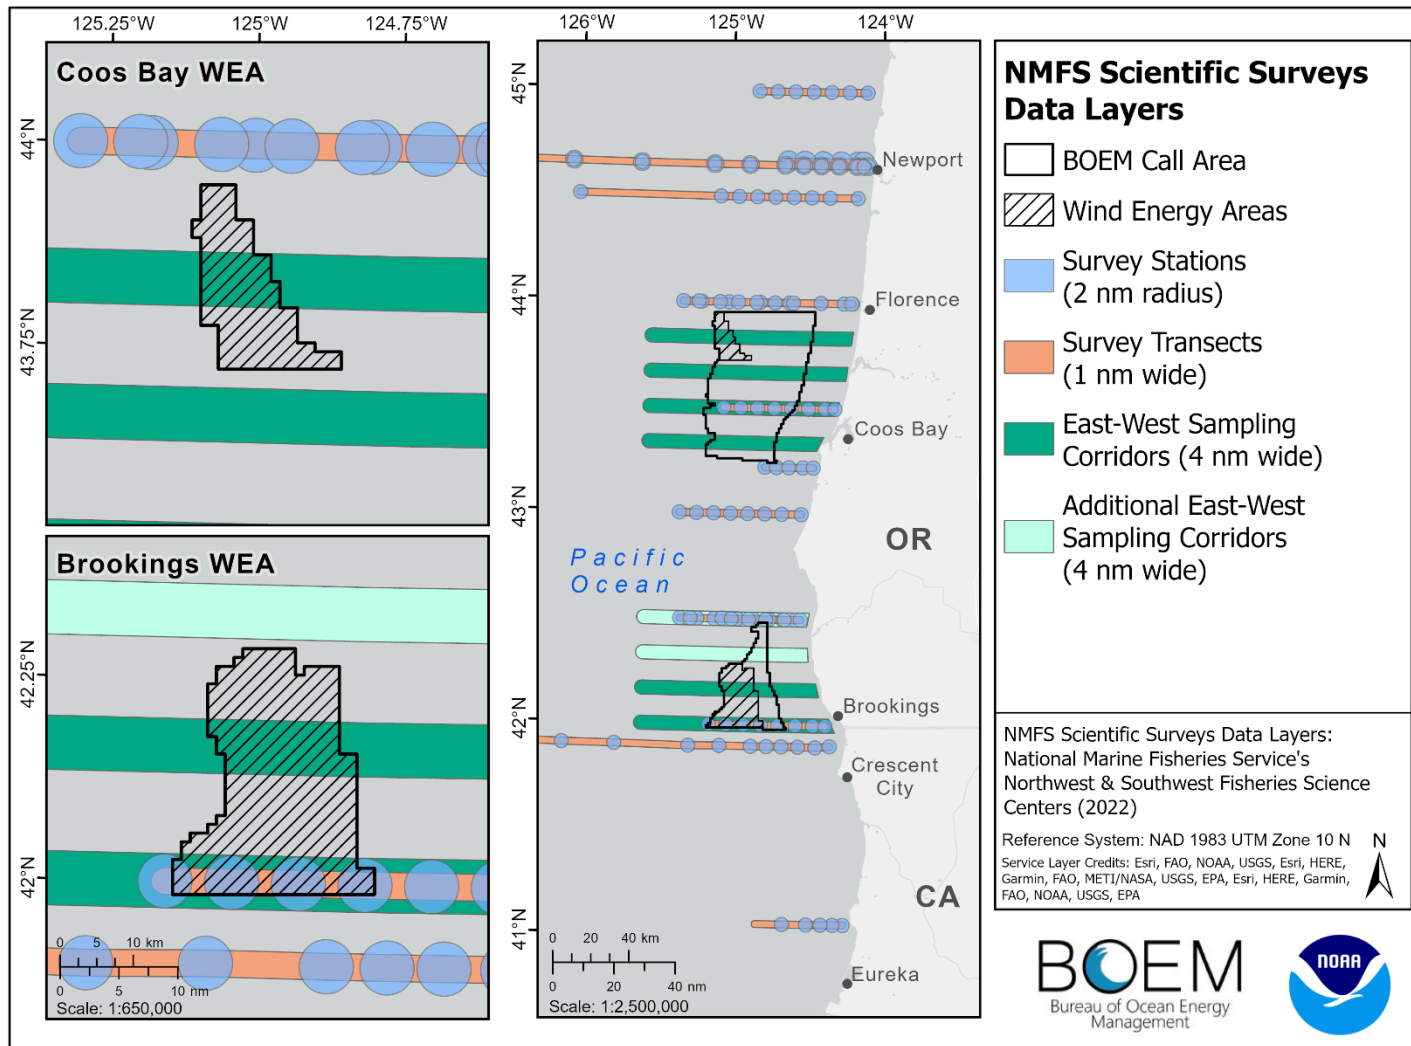 125.25°W 125°W 124.75°W
Coos Bay WEA
44°N
43.75°N
Brookings WEA
42.25°N
42°N
0 5 10 km
0 5 10 nm
Scale: 1:650,000
126°W 125°W 124°W
45°N
44°N
43°N
42°N
41°N
Newport
Florence
Coos Bay
OR
Pacific
Ocean
Brookings
Crescent
City
CA
Eureka
0 20 40 km
0 20 40 nm
Scale: 1:2,500,000
NMFS Scientific Surveys
Data Layers
BOEM Call Area
Wind Energy Areas
Survey Stations
(2 nm radius)
Survey Transects
(1 nm wide)
East-West Sampling
Corridors (4 nm wide)
Additional East-West
Sampling Corridors
(4 nm wide)
NMFS Scientific Surveys Data Layers:
National Marine Fisheries Service's
Northwest & Southwest Fisheries Science
Centers (2022)
Reference System: NAD 1983 UTM Zone 10 N
N
Service Layer Credits: Esri, FAO, NOAA, USGS, Esri, HERE,
Garmin, FAO, METI/NASA, USGS, EPA, Esri, HERE, Garmin,
FAO, NOAA, USGS, EPA
BOEM
Bureau of Ocean Energy
Management
NOAA